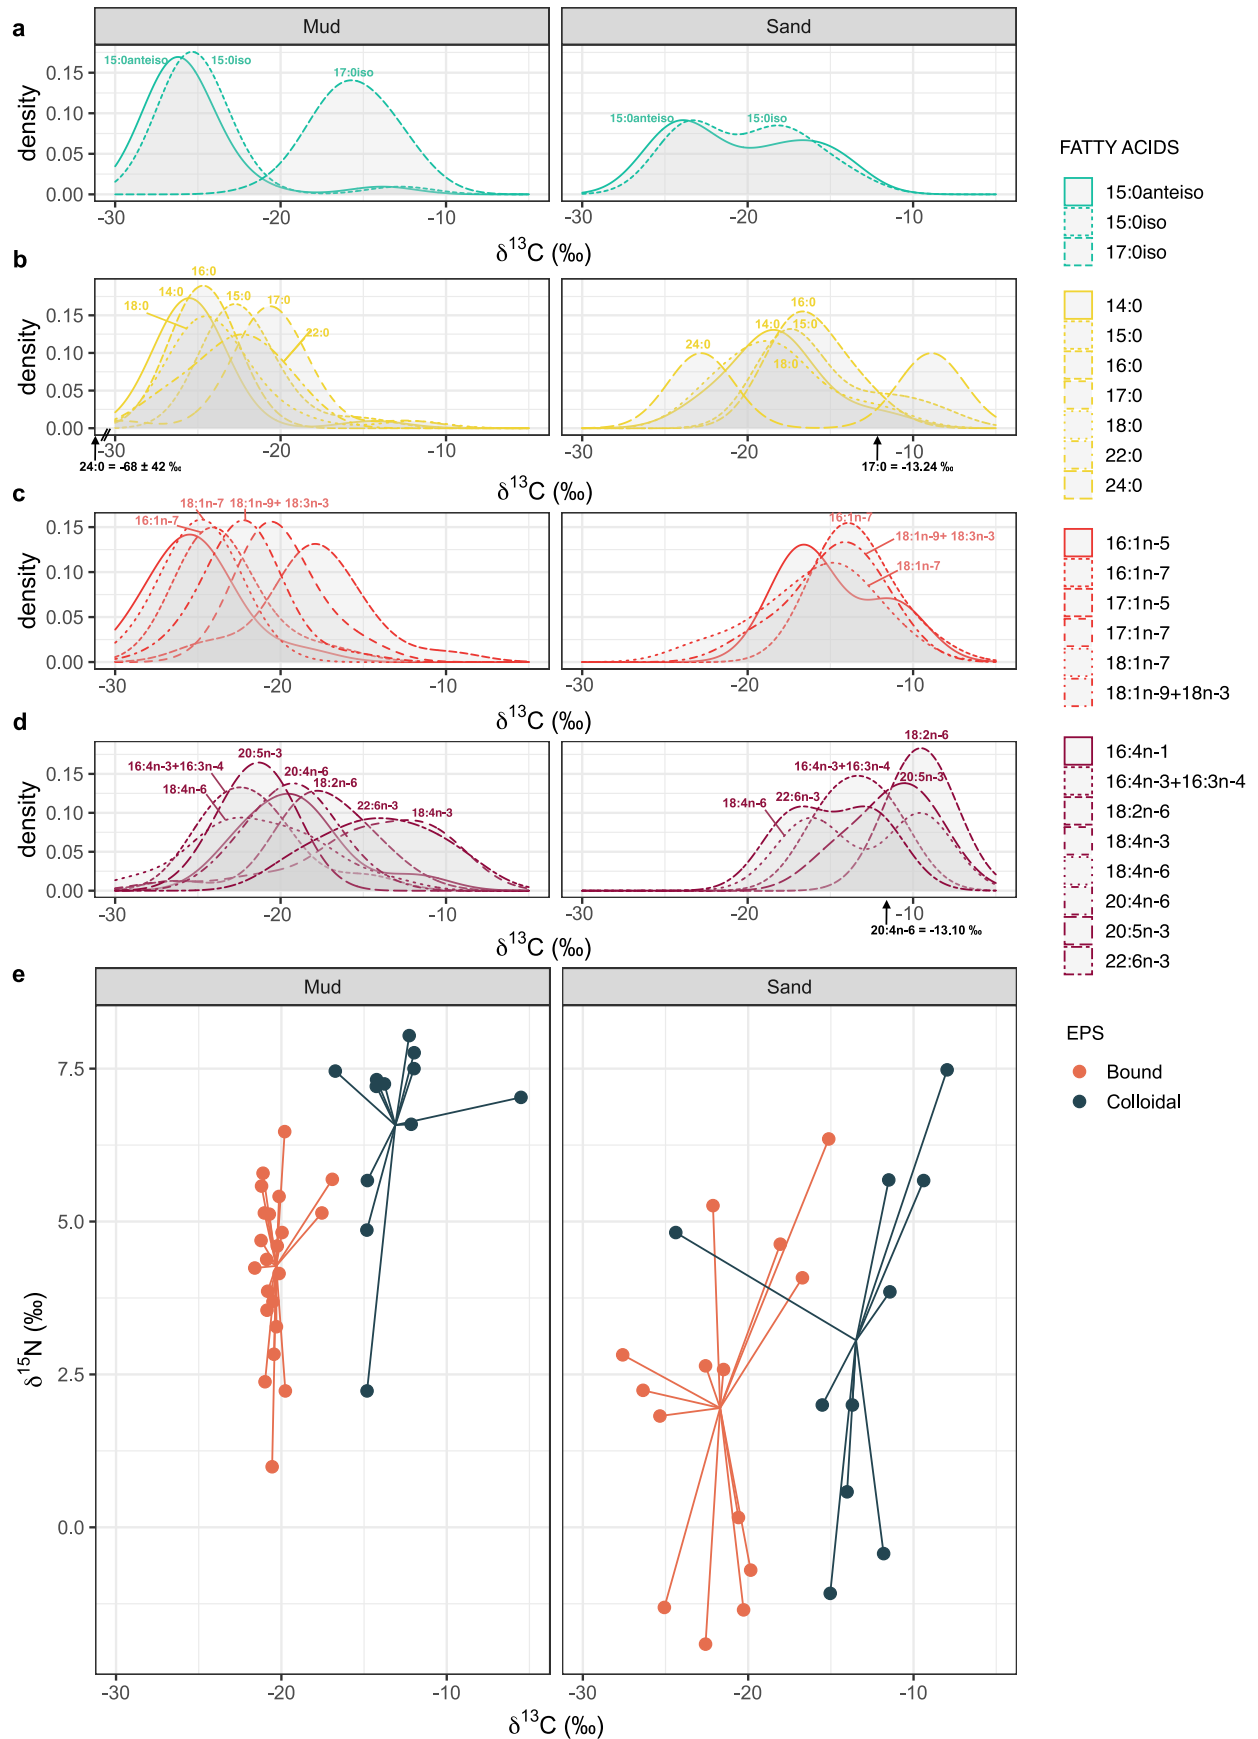 a
Mud
Sand
density
0.15
0.10
0.05
0.00
15:0anteiso
15:0iso
17:0iso
15:0anteiso
15:0iso
-30
-20
-10
-30
-20
-10
δ13C (‰)
b
density
0.15
0.10
0.05
0.00
16:0
14:0
15:0
17:0
18:0
22:0
16:0
14:0
15:0
24:0
18:0
-30
-20
-10
-30
-20
-10
24:0 = -68 ± 42 ‰
17:0 = -13.24 ‰
δ13C (‰)
c
density
0.15
0.10
0.05
0.00
18:1n-7
18:1n-9+ 18:3n-3
16:1n-7
16:1n-7
18:1n-9+ 18:3n-3
18:1n-7
-30
-20
-10
-30
-20
-10
δ13C (‰)
d
density
0.15
0.10
0.05
0.00
20:5n-3
16:4n-3+16:3n-4
20:4n-6
18:2n-6
18:4n-6
22:6n-3
18:4n-3
18:2n-6
16:4n-3+16:3n-4
20:5n-3
22:6n-3
18:4n-6
-30
-20
-10
-30
-20
-10
20:4n-6 = -13.10 ‰
δ13C (‰)
e
Mud
Sand
δ15N (‰)
7.5
5.0
2.5
0.0
-30
-20
-10
-30
-20
-10
δ13C (‰)
FATTY ACIDS
15:0anteiso
15:0iso
17:0iso
14:0
15:0
16:0
17:0
18:0
22:0
24:0
16:1n-5
16:1n-7
17:1n-5
17:1n-7
18:1n-7
18:1n-9+18n-3
16:4n-1
16:4n-3+16:3n-4
18:2n-6
18:4n-3
18:4n-6
20:4n-6
20:5n-3
22:6n-3
EPS
Bound
Colloidal